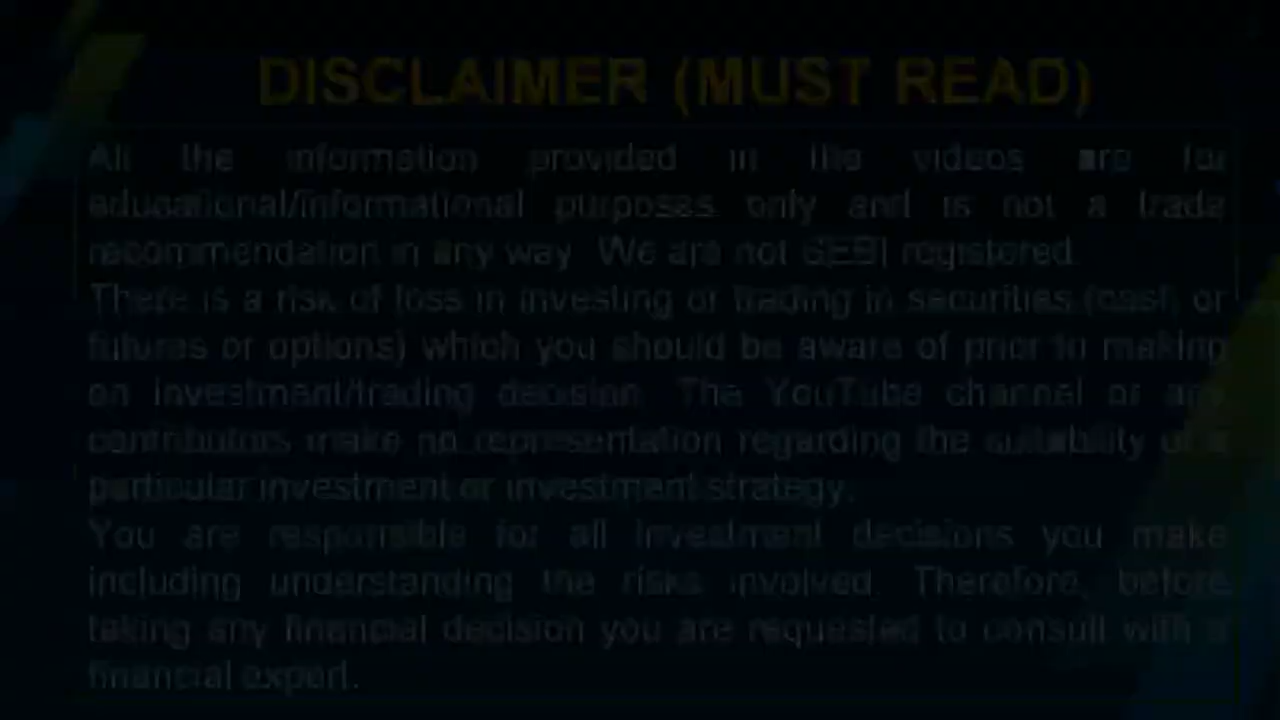 DISCLAIMER (MUST READ)
All the information provided in the videos are for
educational/informational purposes only and is not a trade
recommendation in any way. We are not SEBI registered.
There is a risk of loss in investing or trading in securities (cash or
futures or options) which you should be aware of prior to making
an investment/trading decision. The YouTube channel or any
contributors make no representation regarding the suitability of a
particular investment or investment strategy.
You are responsible for all investment decisions you make
including understanding the risks involved. Therefore, before
taking any financial decision you are requested to consult with a
financial expert.